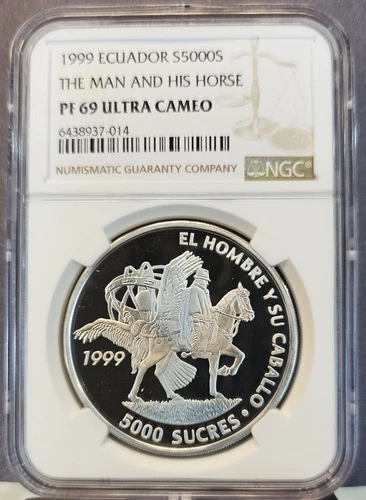 1999 ECUADOR S5000S
THE MAN AND HIS HORSE
PF 69 ULTRA CAMEO
6438937-014
NUMISMATIC GUARANTY COMPANY
NGC
EL HOMBRE Y SU CABALLO
1999
5000 SUCRES